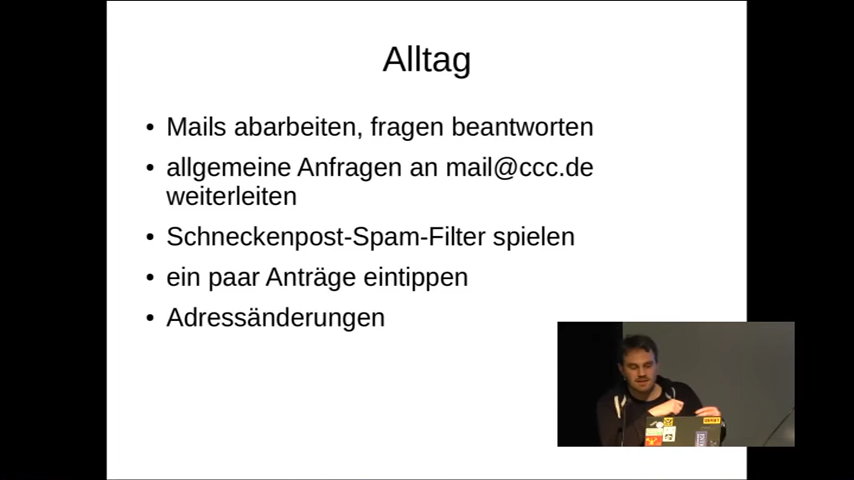 Alltag
• Mails abarbeiten, fragen beantworten
• allgemeine Anfragen an mail@ccc.de
weiterleiten
• Schneckenpost-Spam-Filter spielen
• ein paar Anträge eintippen
• Adressänderungen